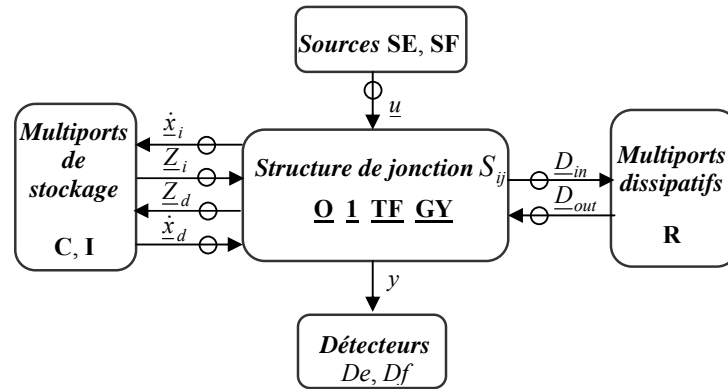 Sources SE, SF
u
Multiports
de
stockage
C, I
ẋ_i
Z_i
Z_d
ẋ_d
Structure de jonction S_ij
O 1 TF GY
D_in
D_out
Multiports
dissipatifs
R
y
Détecteurs
De, Df